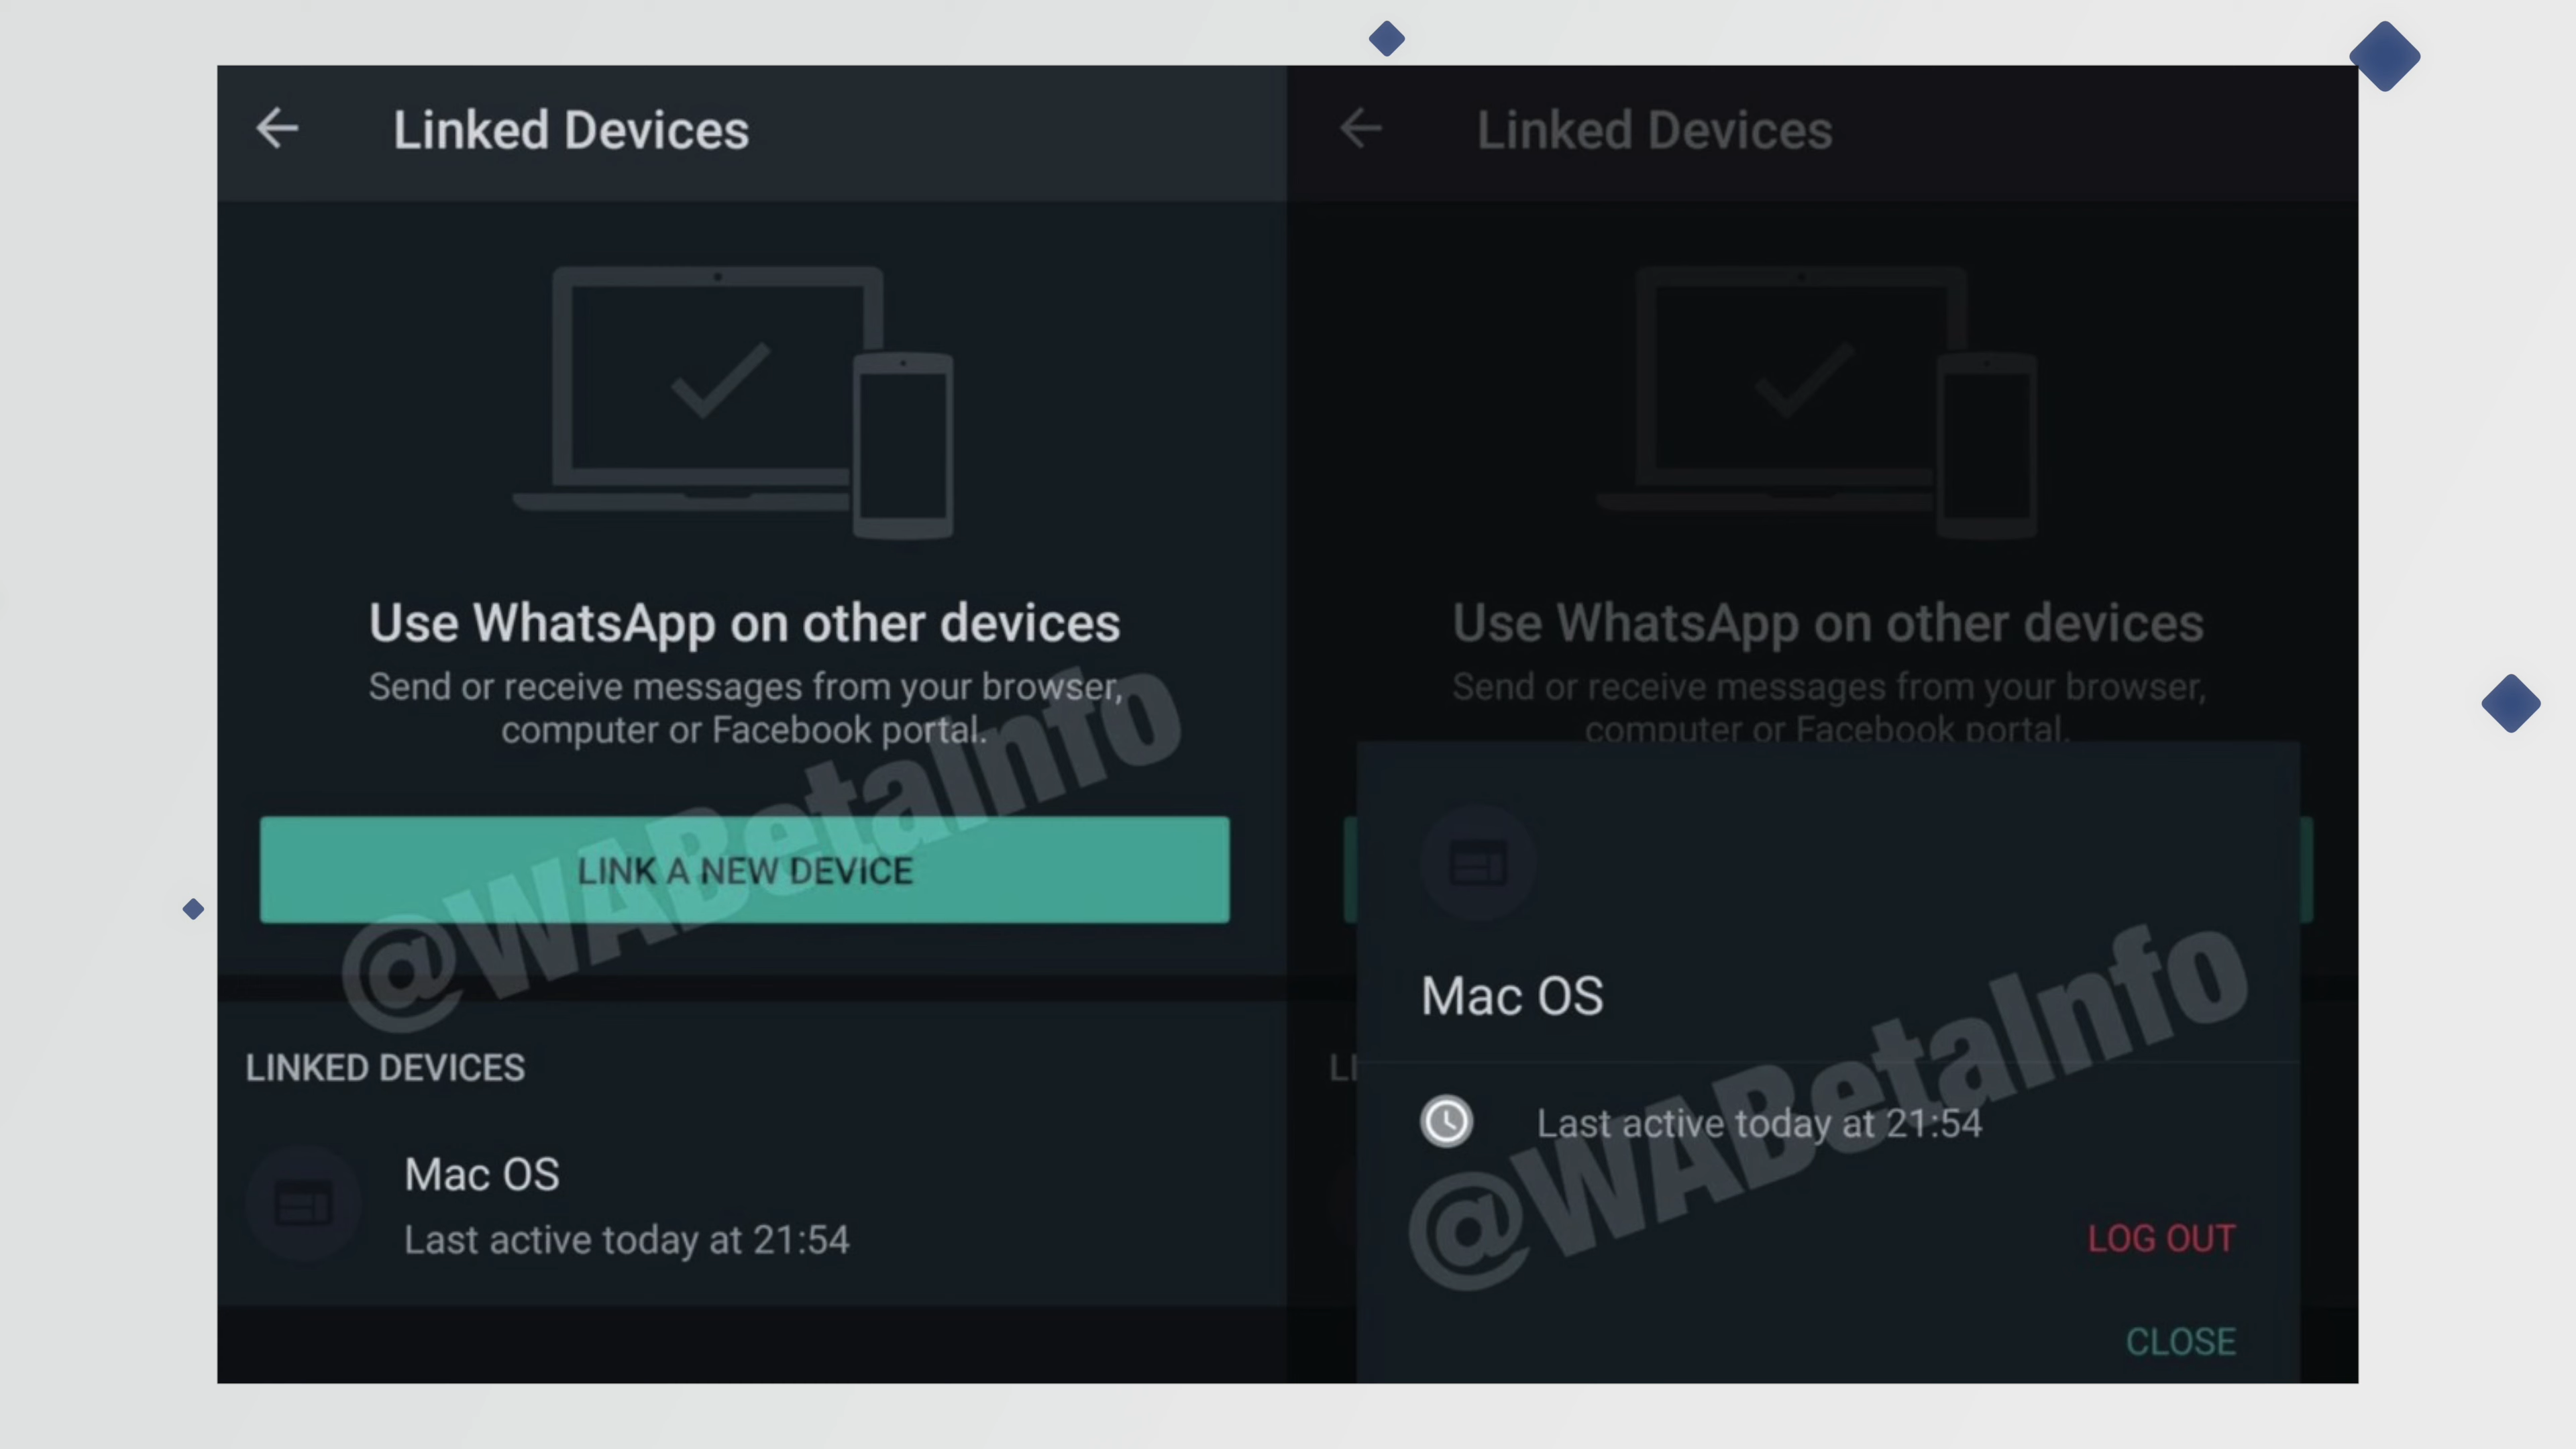 Linked Devices
Use WhatsApp on other devices
Send or receive messages from your browser,
computer or Facebook portal.
LINK A NEW DEVICE
@WABetaInfo
LINKED DEVICES
Mac OS
Last active today at 21:54
Linked Devices
Use WhatsApp on other devices
Send or receive messages from your browser,
computer or Facebook portal.
LI
Mac OS
Last active today at 21:54
@WABetaInfo
LOG OUT
CLOSE